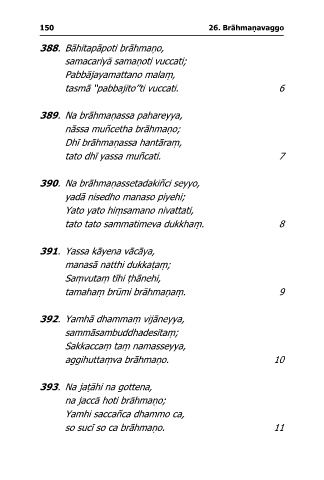 150 26. Brāhmaṇavaggo
388. Bāhitapāpoti brāhmaṇo,
samacariyā samaṇoti vuccati;
Pabbājayamattano malaṃ,
tasmā “pabbajito”ti vuccati. 6
389. Na brāhmaṇassa pahareyya,
nāssa muñcetha brāhmaṇo;
Dhī brāhmaṇassa hantāraṃ,
tato dhī yassa muñcati. 7
390. Na brāhmaṇassetadakiñci seyyo,
yadā nisedho manaso piyehi;
Yato yato hiṃsamano nivattati,
tato tato sammatimeva dukkhaṃ. 8
391. Yassa kāyena vācāya,
manasā natthi dukkaṭaṃ;
Saṃvutaṃ tīhi ṭhānehi,
tamahaṃ brūmi brāhmaṇaṃ. 9
392. Yamhā dhammaṃ vijāneyya,
sammāsambuddhadesitaṃ;
Sakkaccaṃ taṃ namasseyya,
aggihuttaṃva brāhmaṇo. 10
393. Na jaṭāhi na gottena,
na jaccā hoti brāhmaṇo;
Yamhi saccañca dhammo ca,
so sucī so ca brāhmaṇo. 11